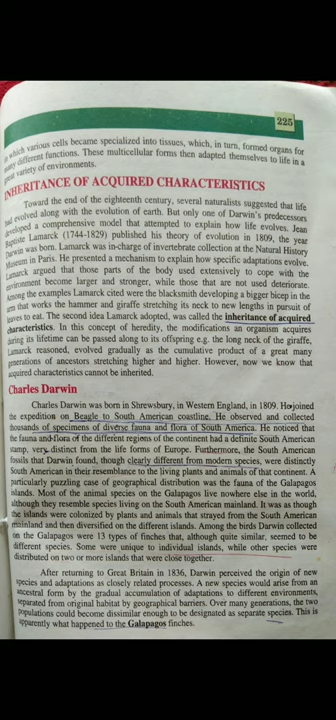 225
in which various cells became specialized into tissues, which, in turn, formed organs for
many different functions. These multicellular forms then adapted themselves to life in a
great variety of environments.
INHERITANCE OF ACQUIRED CHARACTERISTICS
Toward the end of the eighteenth century, several naturalists suggested that life
had evolved along with the evolution of earth. But only one of Darwin's predecessors
developed a comprehensive model that attempted to explain how life evolves. Jean
Baptiste Lamarck (1744-1829) published his theory of evolution in 1809, the year
Darwin was born. Lamarck was in-charge of invertebrate collection at the Natural History
Museum in Paris. He presented a mechanism to explain how specific adaptations evolve.
Lamarck argued that those parts of the body used extensively to cope with the
environment become larger and stronger, while those that are not used deteriorate.
Among the examples Lamarck cited were the blacksmith developing a bigger bicep in the
arm that works the hammer and giraffe stretching its neck to new lengths in pursuit of
leaves to eat. The second idea Lamarck adopted, was called the inheritance of acquired
characteristics. In this concept of heredity, the modifications an organism acquires
during its lifetime can be passed along to its offspring e.g. the long neck of the giraffe,
Lamarck reasoned, evolved gradually as the cumulative product of a great many
generations of ancestors stretching higher and higher. However, now we know that
acquired characteristics cannot be inherited.
Charles Darwin
Charles Darwin was born in Shrewsbury, in Western England, in 1809. He joined
the expedition on Beagle to South American coastline. He observed and collected
thousands of specimens of diverse fauna and flora of South America. He noticed that
the fauna and flora of the different regions of the continent had a definite South American
stamp, very distinct from the life forms of Europe. Furthermore, the South American
fossils that Darwin found, though clearly different from modern species, were distinctly
South American in their resemblance to the living plants and animals of that continent. A
particularly puzzling case of geographical distribution was the fauna of the Galapagos
islands. Most of the animal species on the Galapagos live nowhere else in the world,
although they resemble species living on the South American mainland. It was as though
the islands were colonized by plants and animals that strayed from the South American
mainland and then diversified on the different islands. Among the birds Darwin collected
on the Galapagos were 13 types of finches that, although quite similar, seemed to be
different species. Some were unique to individual islands, while other species were
distributed on two or more islands that were close together.
After returning to Great Britain in 1836, Darwin perceived the origin of new
species and adaptations as closely related processes. A new species would arise from an
ancestral form by the gradual accumulation of adaptations to different environments,
separated from original habitat by geographical barriers. Over many generations, the two
populations could become dissimilar enough to be designated as separate species. This is
apparently what happened to the Galapagos finches.